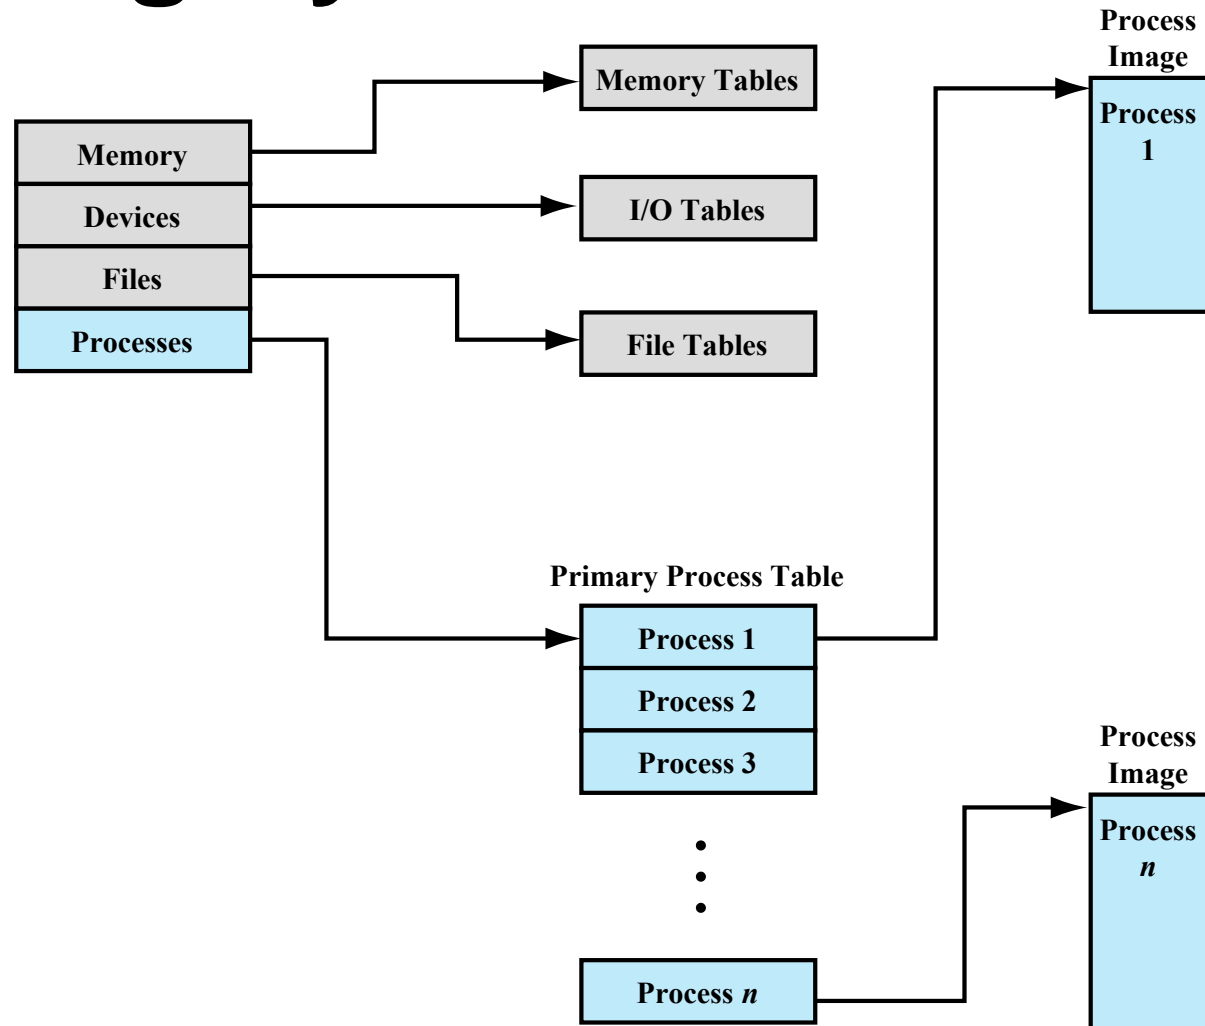 Process
Image
Memory Tables
Process
1
Memory
Devices
I/O Tables
Files
Processes
File Tables
Primary Process Table
Process 1
Process 2
Process 3
Process
Image
Process
n
Process n